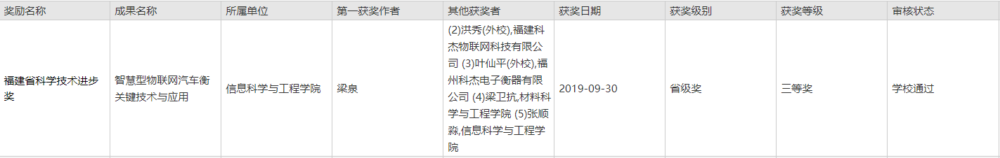 奖励名称
成果名称
所属单位
第一获奖作者
其他获奖者
获奖日期
获奖级别
获奖等级
审核状态
福建省科学技术进步
奖
智慧型物联网汽车衡
关键技术与应用
信息科学与工程学院
梁泉
(2)洪秀(外校),福建科
杰物联网科技有限公
司 (3)叶仙平(外校),福
州科杰电子衡器有限
公司 (4)梁卫抗,材料科
学与工程学院 (5)张顺
淼,信息科学与工程学
院
2019-09-30
省级奖
三等奖
学校通过